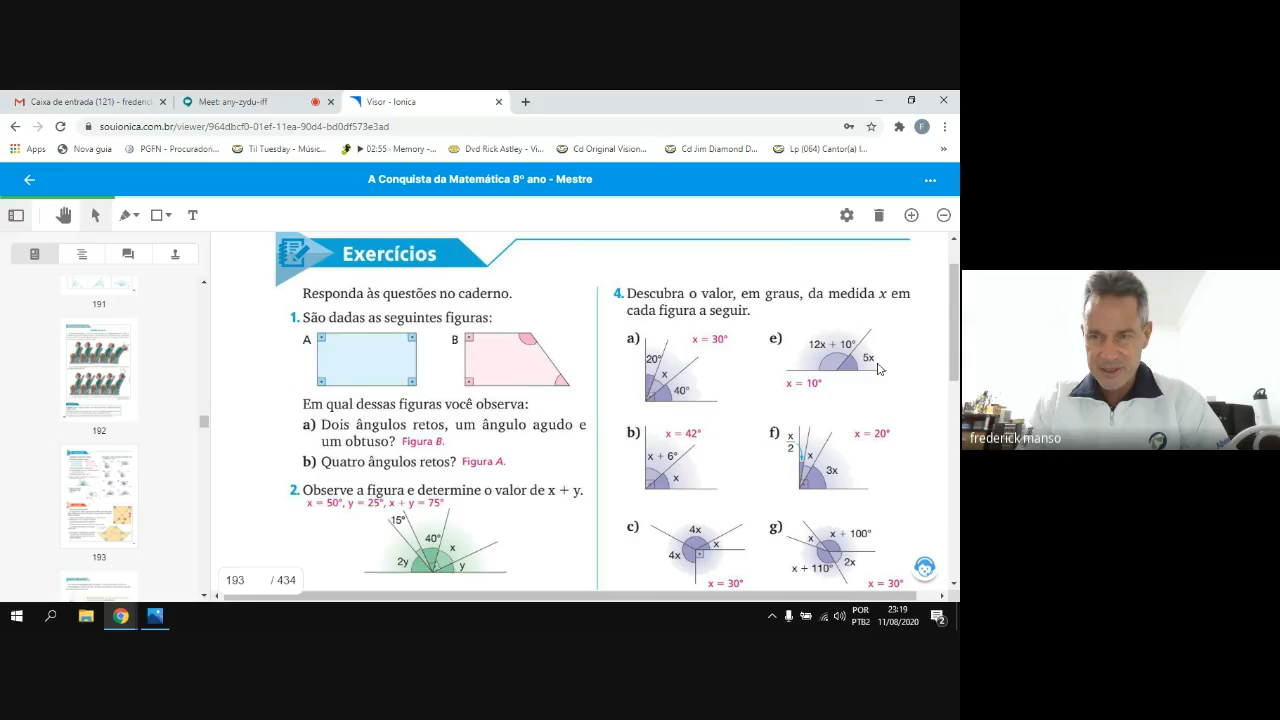 Caixa de entrada (121) - frederic
Meet: any-zydu-iff
Visor - Ionica
souionica.com.br/viewer/964dbcf0-01ef-11ea-90d4-bd0df573e3ad
Apps
Nova guia
PGFN - Procuradori...
Til Tuesday - Músic...
02:55 - Memory -...
Dvd Rick Astley - Vi...
Cd Original Vision...
Cd Jim Diamond D...
Lp (064) Cantor(a) I...
A Conquista da Matemática 8º ano - Mestre
191
192
193
193 / 434
Exercícios
Responda às questões no caderno.
1. São dadas as seguintes figuras:
A
B
Em qual dessas figuras você observa:
a) Dois ângulos retos, um ângulo agudo e
um obtuso? Figura B.
b) Quatro ângulos retos? Figura A.
2. Observe a figura e determine o valor de x + y.
x = 50°, y = 25°, x + y = 75°
15°
40°
x
2y
y
4. Descubra o valor, em graus, da medida x em
cada figura a seguir.
a)
x = 30°
20°
x
40°
b)
x = 42°
x + 6°
x
c)
4x
x
4x
x = 30°
e)
12x + 10°
5x
x = 10°
f)
x = 20°
x
2
x
3x
g)
x
x + 100°
2x
x + 110°
x = 30°
frederick manso
POR
PTB2
23:19
11/08/2020
2